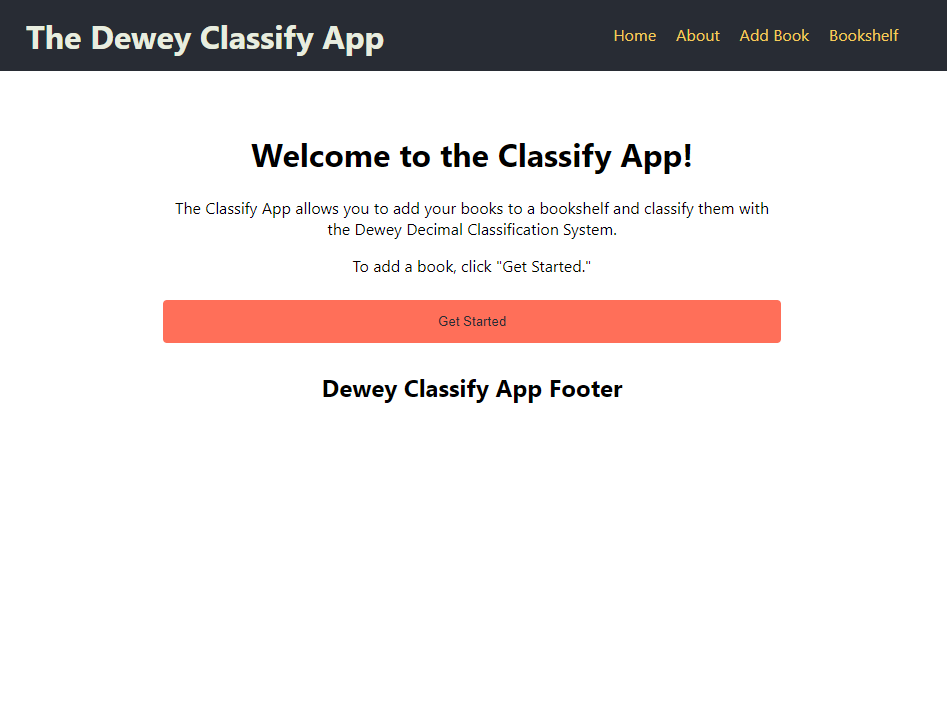 The Dewey Classify App
Home About Add Book Bookshelf
Welcome to the Classify App!
The Classify App allows you to add your books to a bookshelf and classify them with
the Dewey Decimal Classification System.
To add a book, click "Get Started."
Get Started
Dewey Classify App Footer